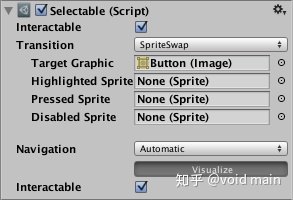 Selectable (Script)
Interactable
Transition SpriteSwap
Target Graphic Button (Image)
Highlighted Sprite None (Sprite)
Pressed Sprite None (Sprite)
Disabled Sprite None (Sprite)
Navigation Automatic
Visualize
Interactable
知乎 @void main